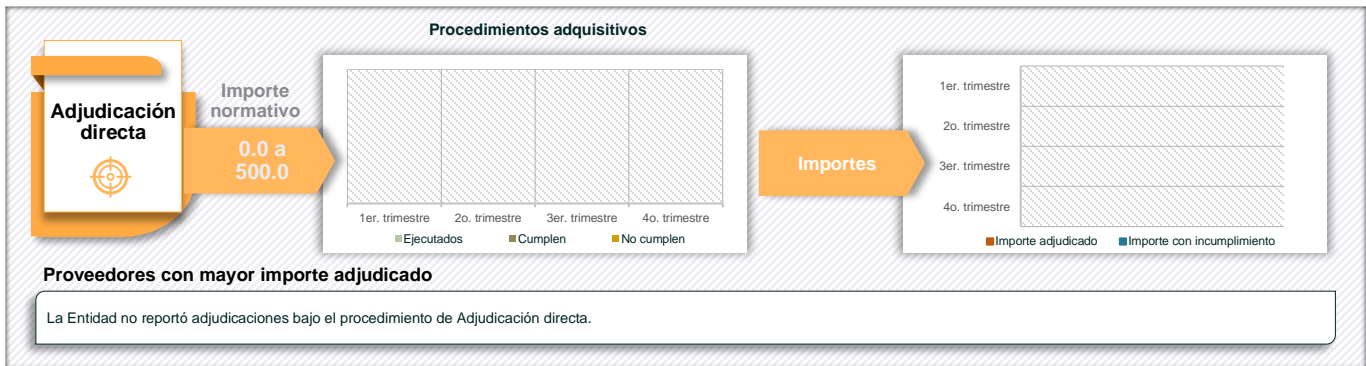 Procedimientos adquisitivos
Adjudicación
directa
Importe
normativo
0.0 a
500.0
1er. trimestre
2o. trimestre
3er. trimestre
4o. trimestre
Ejecutados
Cumplen
No cumplen
Importes
1er. trimestre
2o. trimestre
3er. trimestre
4o. trimestre
Importe adjudicado
Importe con incumplimiento
Proveedores con mayor importe adjudicado
La Entidad no reportó adjudicaciones bajo el procedimiento de Adjudicación directa.